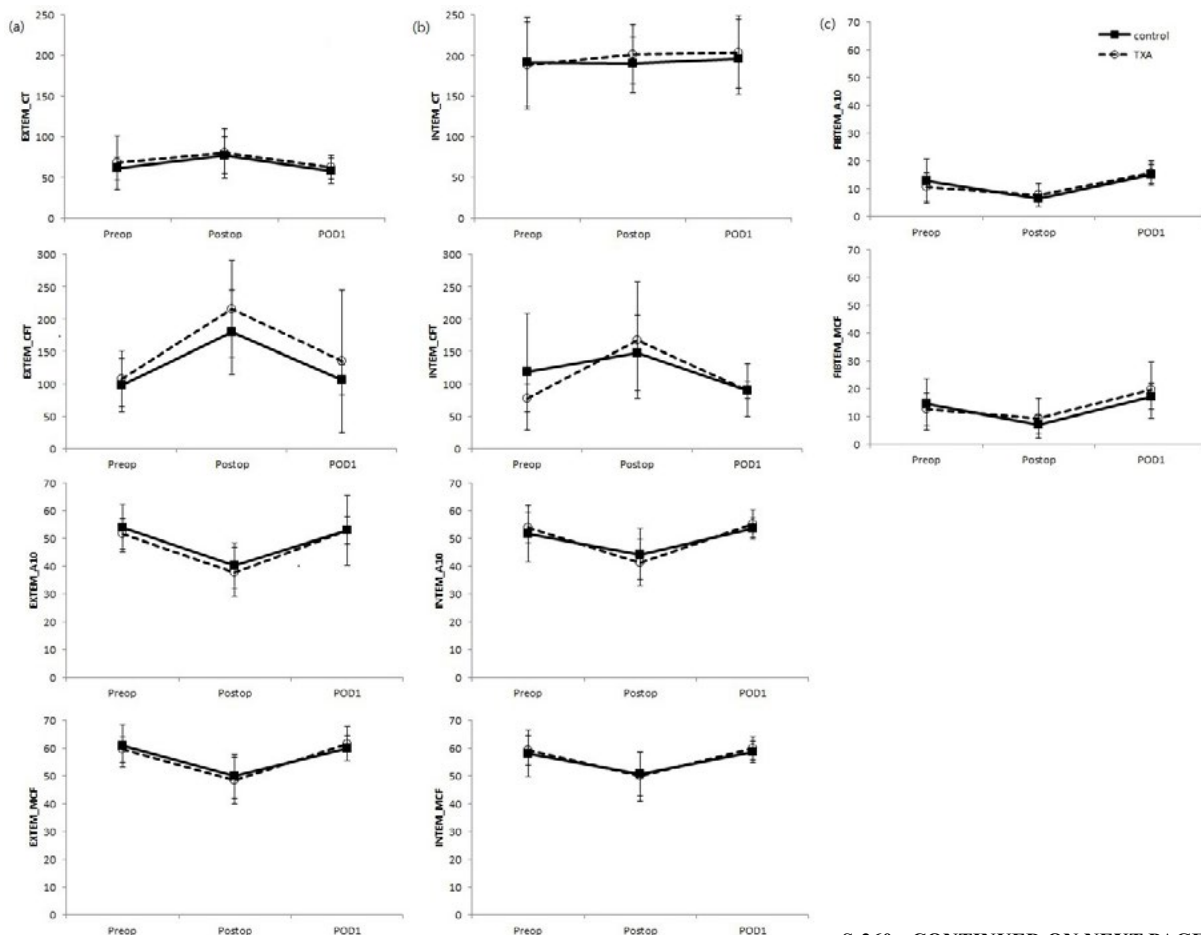 (a)
250
200
150
100
50
0
EXTEM_CT
Preop Postop POD1
(b)
250
200
150
100
50
0
INTEM_CT
Preop Postop POD1
(c)
70
60
50
40
30
20
10
0
FIBTEM_A10
control
TXA
Preop Postop POD1
300
250
200
150
100
50
0
EXTEM_CFT
Preop Postop POD1
300
250
200
150
100
50
0
INTEM_CFT
Preop Postop POD1
70
60
50
40
30
20
10
0
FIBTEM_MCF
Preop Postop POD1
70
60
50
40
30
20
10
0
EXTEM_A10
Preop Postop POD1
70
60
50
40
30
20
10
0
INTEM_A10
Preop Postop POD1
70
60
50
40
30
20
10
0
EXTEM_MCF
Preop Postop POD1
70
60
50
40
30
20
10
0
INTEM_MCF
Preop Postop POD1
CONTINUED ON NEXT PAGE